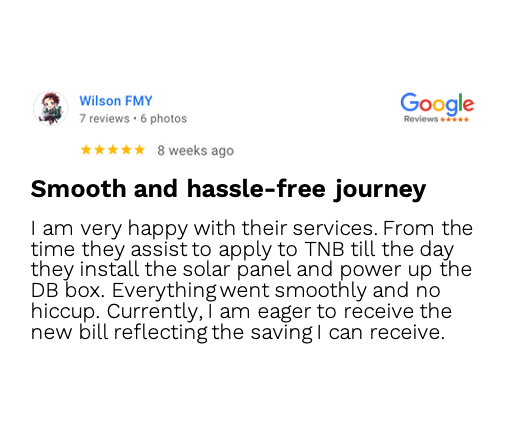 Wilson FMY
7 reviews • 6 photos
Google
Reviews ★★★★★
★★★★★ 8 weeks ago
Smooth and hassle-free journey
I am very happy with their services. From the
time they assist to apply to TNB till the day
they install the solar panel and power up the
DB box. Everything went smoothly and no
hiccup. Currently, I am eager to receive the
new bill reflecting the saving I can receive.